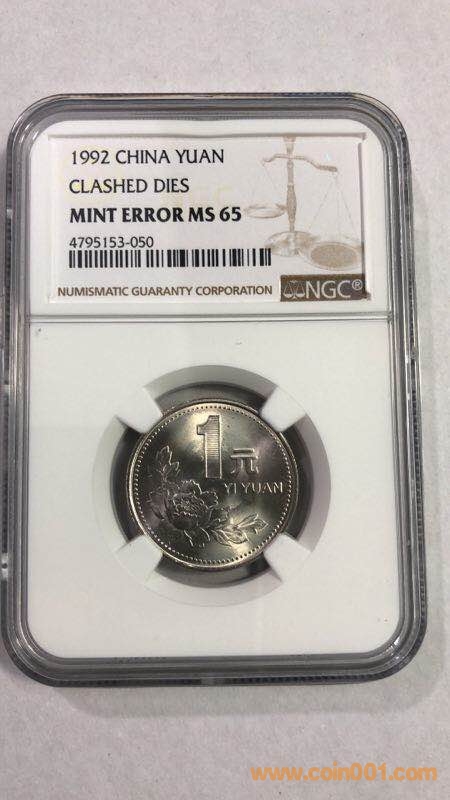 1992 CHINA YUAN
CLASHED DIES
MINT ERROR MS 65
4795153-050
NUMISMATIC GUARANTY CORPORATION
NGC®
1元
YI YUAN
www.coin001.com